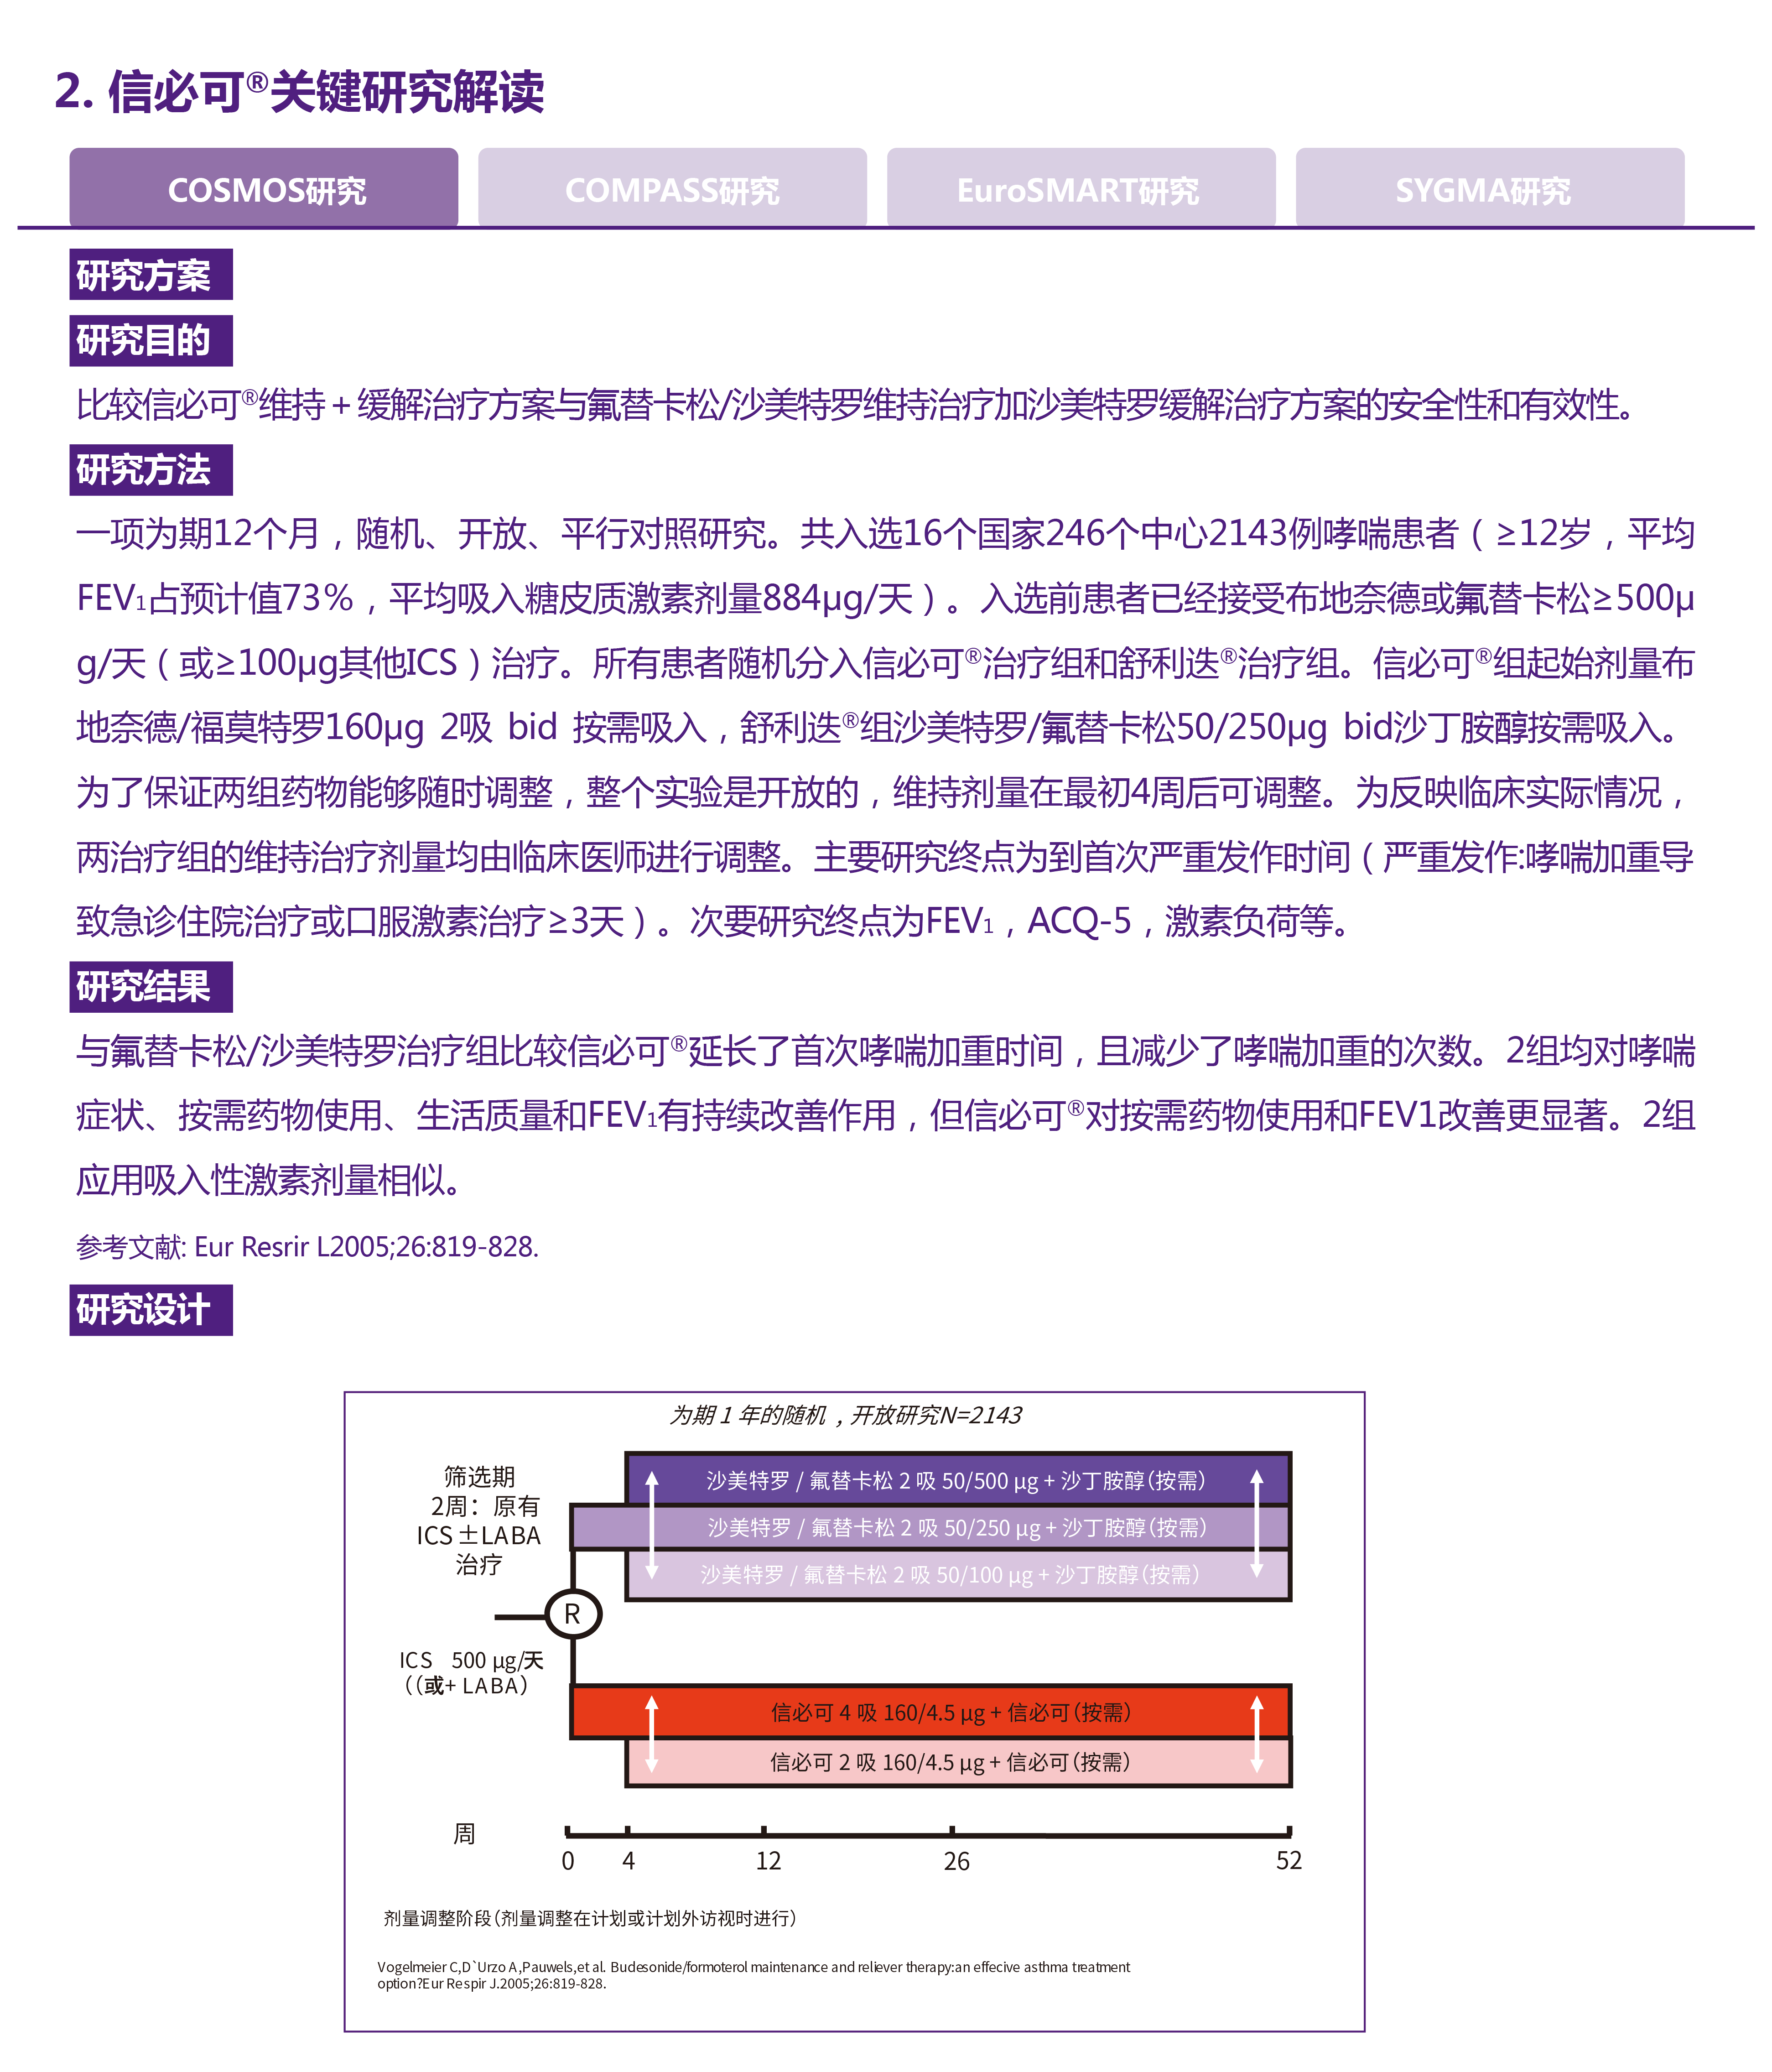 2. 信必可®关键研究解读
COSMOS研究
COMPASS研究
EuroSMART研究
SYGMA研究
研究方案
研究目的
比较信必可®维持 + 缓解治疗方案与氟替卡松/沙美特罗维持治疗加沙美特罗缓解治疗方案的安全性和有效性。
研究方法
一项为期12个月，随机、开放、平行对照研究。共入选16个国家246个中心2143例哮喘患者（≥12岁，平均
FEV₁占预计值73%，平均吸入糖皮质激素剂量884μg/天）。入选前患者已经接受布地奈德或氟替卡松≥500μ
g/天（或≥100μg其他ICS）治疗。所有患者随机分入信必可®治疗组和舒利迭®治疗组。信必可®组起始剂量布
地奈德/福莫特罗160μg 2吸 bid 按需吸入，舒利迭®组沙美特罗/氟替卡松50/250μg bid沙丁胺醇按需吸入。
为了保证两组药物能够随时调整，整个实验是开放的，维持剂量在最初4周后可调整。为反映临床实际情况，
两治疗组的维持治疗剂量均由临床医师进行调整。主要研究终点为到首次严重发作时间（严重发作:哮喘加重导
致急诊住院治疗或口服激素治疗≥3天）。次要研究终点为FEV₁，ACQ-5，激素负荷等。
研究结果
与氟替卡松/沙美特罗治疗组比较信必可®延长了首次哮喘加重时间，且减少了哮喘加重的次数。2组均对哮喘
症状、按需药物使用、生活质量和FEV₁有持续改善作用，但信必可®对按需药物使用和FEV1改善更显著。2组
应用吸入性激素剂量相似。
参考文献: Eur Resrir L2005;26:819-828.
研究设计
为期 1 年的随机，开放研究N=2143
筛选期
2周：原有
ICS±LABA
治疗
沙美特罗 / 氟替卡松 2 吸 50/500 μg + 沙丁胺醇(按需)
沙美特罗 / 氟替卡松 2 吸 50/250 μg + 沙丁胺醇(按需)
沙美特罗 / 氟替卡松 2 吸 50/100 μg + 沙丁胺醇(按需)
R
ICS 500 μg/天
((或+ LABA)
信必可 4 吸 160/4.5 μg + 信必可(按需)
信必可 2 吸 160/4.5 μg + 信必可(按需)
周
0 4 12 26 52
剂量调整阶段(剂量调整在计划或计划外访视时进行)
Vogelmeier C,D`Urzo A,Pauwels,et al. Budesonide/formoterol maintenance and reliever therapy:an effecive asthma treatment
option?Eur Respir J.2005;26:819-828.